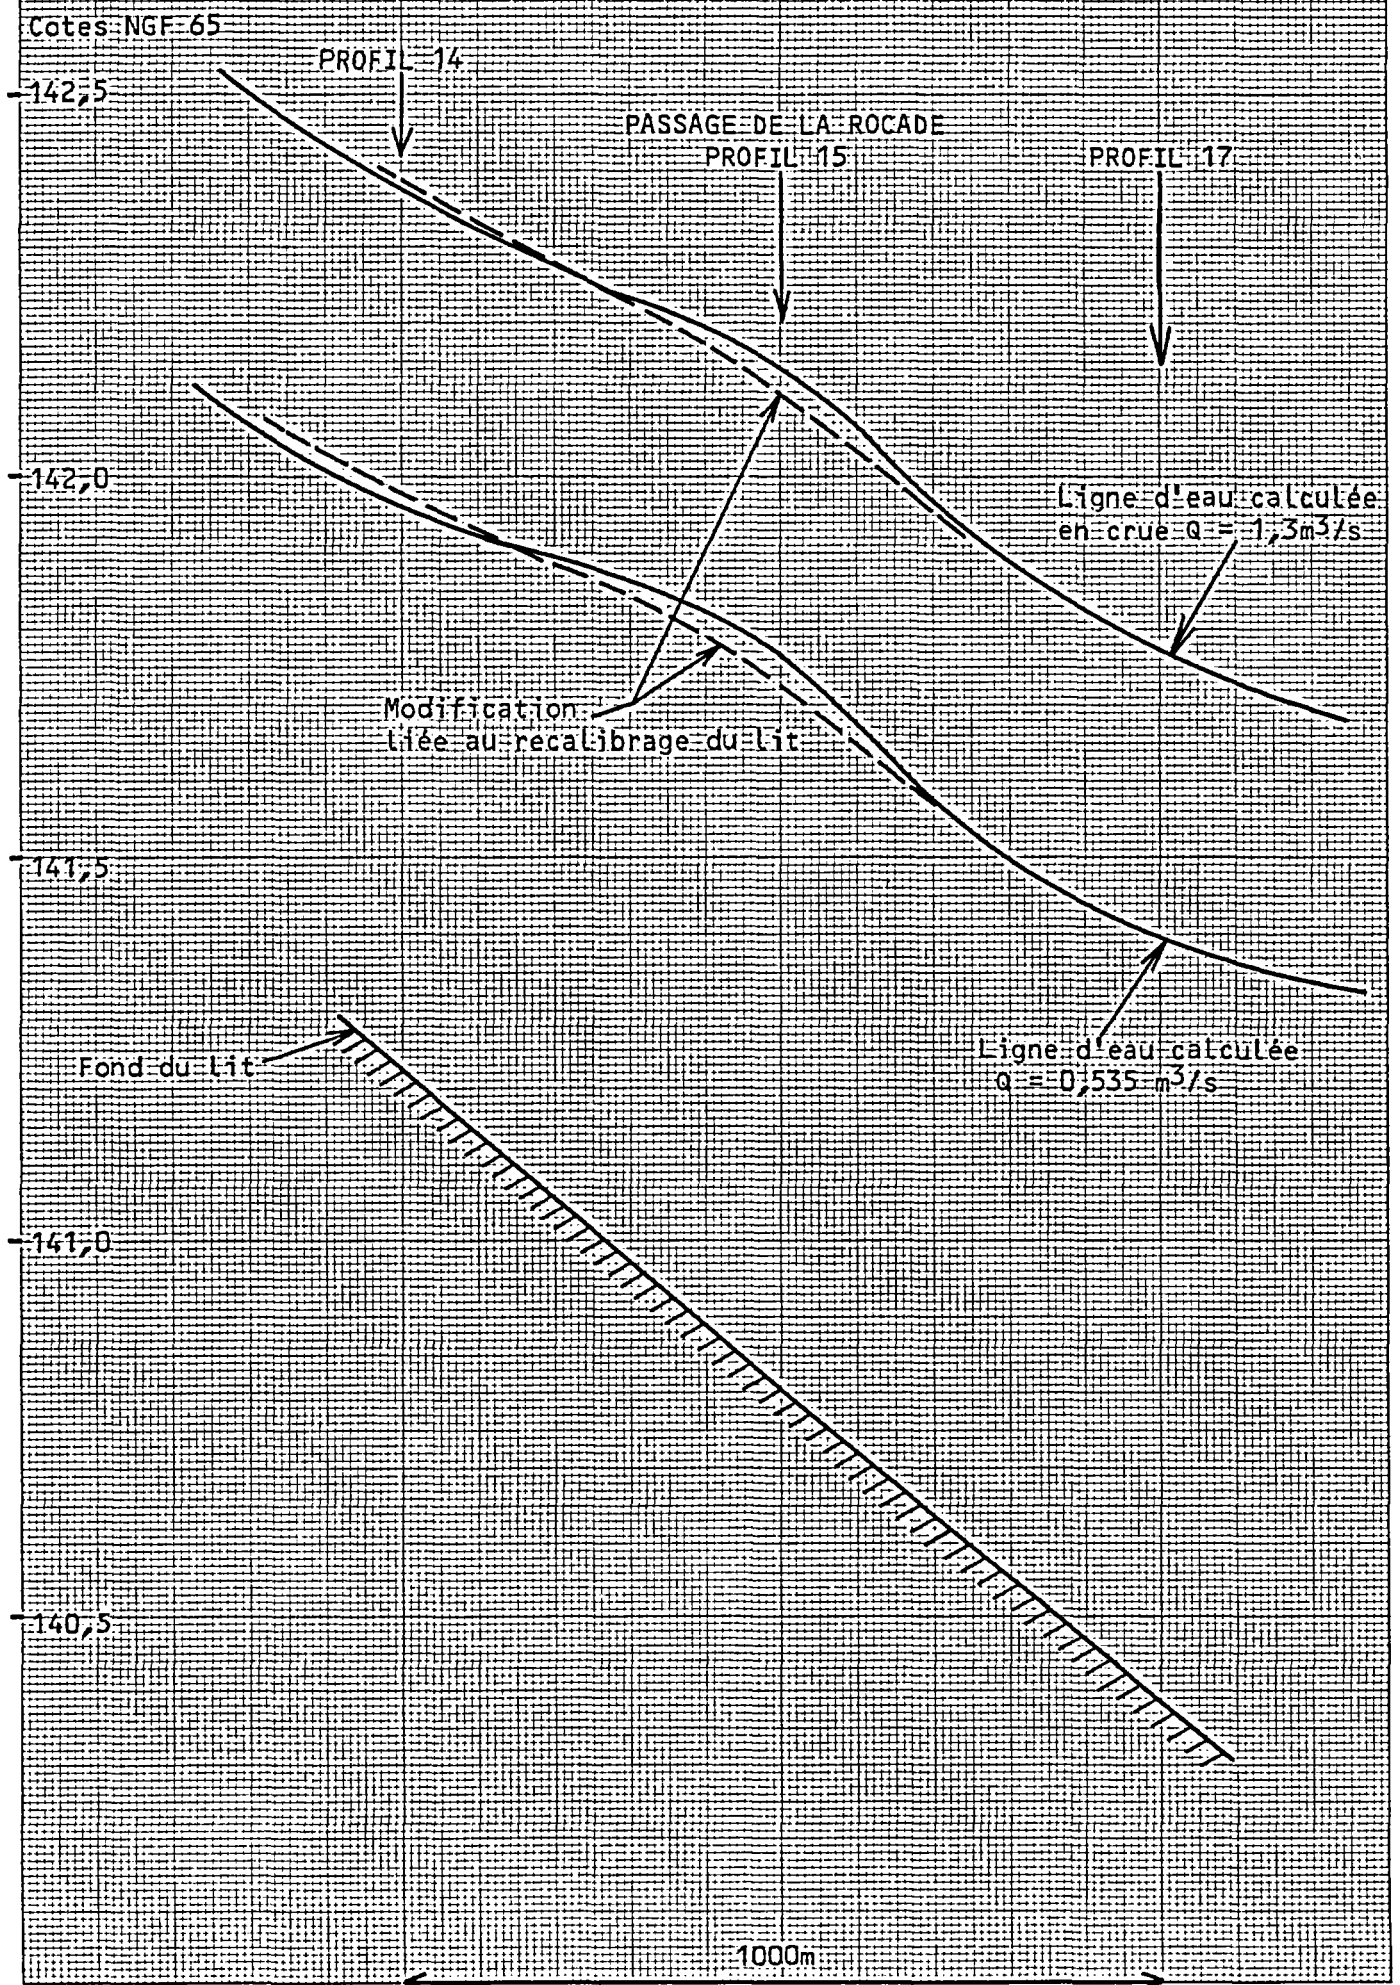 Cotes NGF 65
PROFIL 14
142,5
PASSAGE DE LA ROCADE
PROFIL 15
PROFIL 17
142,0
Ligne d'eau calculée
en crue Q = 1,3m³/s
Modification
liée au recalibrage du lit
141,5
Ligne d'eau calculée
Q = 0,535 m³/s
Fond du lit
141,0
140,5
1000m